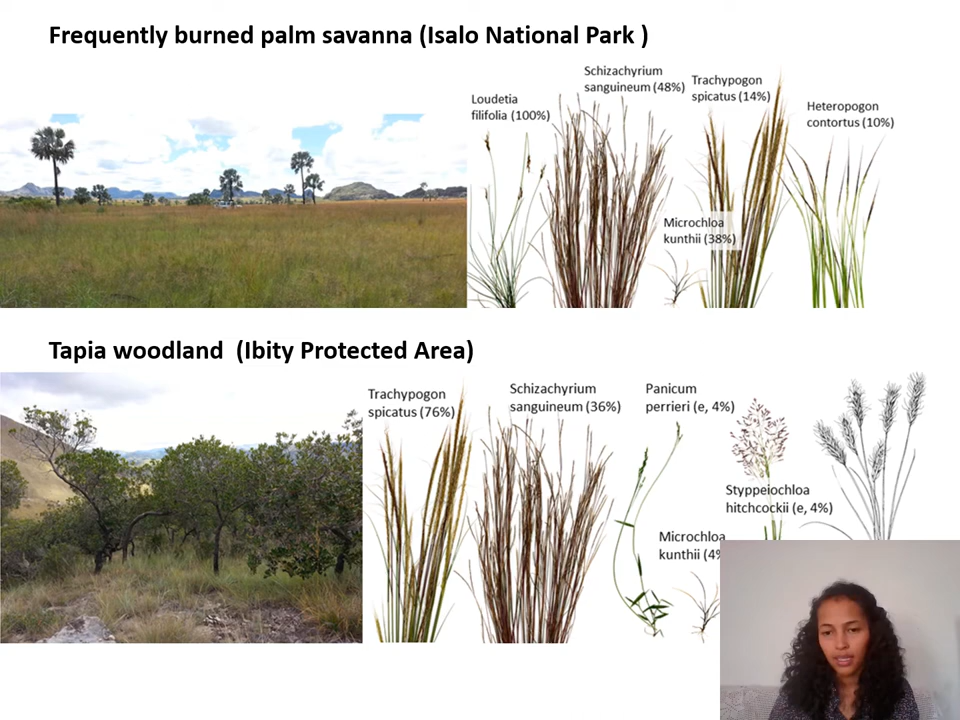 Frequently burned palm savanna (Isalo National Park )
Loudetia
filifolia (100%)
Schizachyrium
sanguineum (48%)
Trachypogon
spicatus (14%)
Heteropogon
contortus (10%)
Microchloa
kunthii (38%)
Tapia woodland  (Ibity Protected Area)
Trachypogon
spicatus (76%)
Schizachyrium
sanguineum (36%)
Panicum
perrieri (e, 4%)
Styppeiochloa
hitchcockii (e, 4%)
Microchloa
kunthii (4%